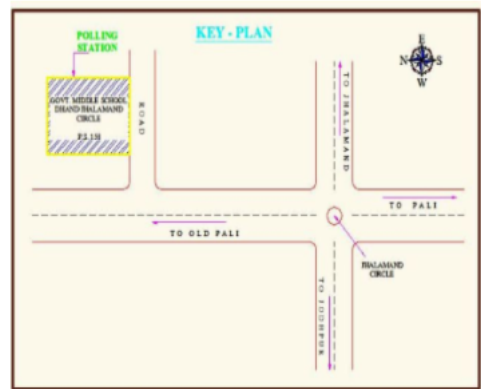 KEY - PLAN
POLLING
STATION
E
N S
W
GOVT. MIDDLE SCHOOL
DHAND JHALAMAND
CIRCLE
P.S.151
ROAD
TO JHALAMAND
TO PALI
TO OLD PALI
JHALAMAND
CIRCLE
TO JODHPUR